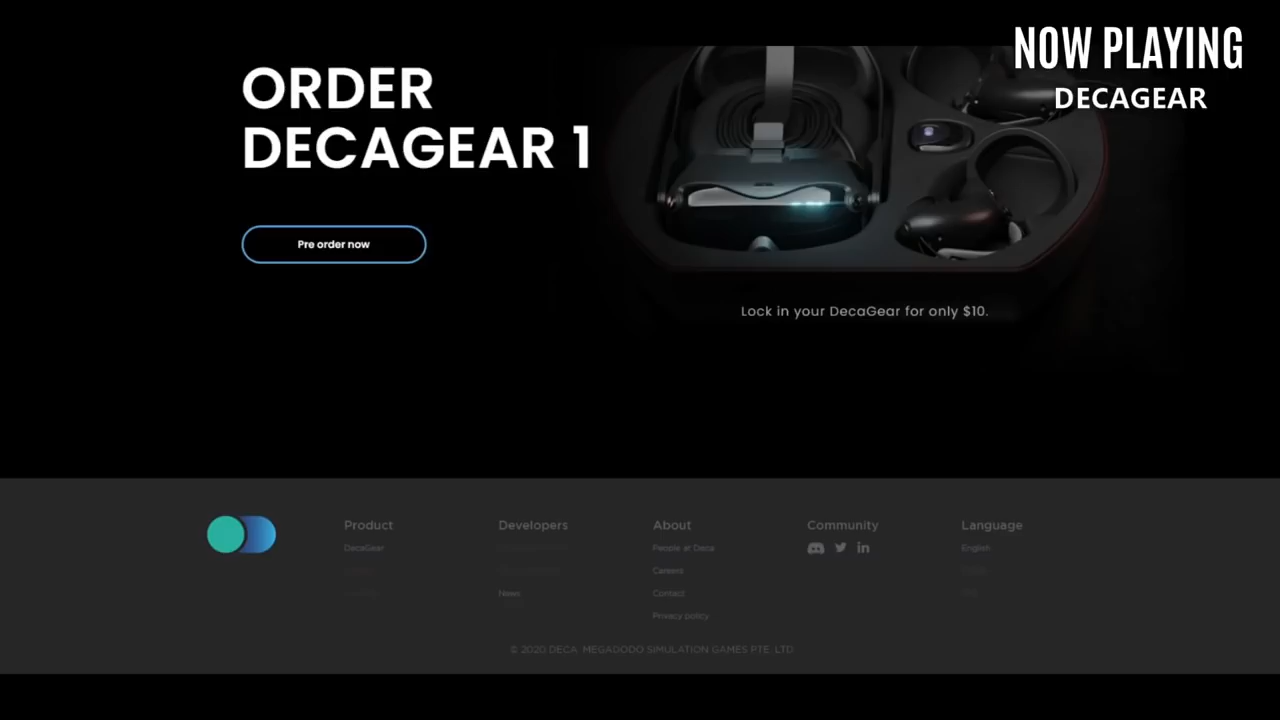 NOW PLAYING
DECAGEAR
ORDER
DECAGEAR 1
Pre order now
Lock in your DecaGear for only $10.
Product
DecaGear
Developers
News
About
People at Deca
Careers
Contact
Privacy policy
Community
Language
English
© 2020 DECA. MEGADODO SIMULATION GAMES PTE. LTD